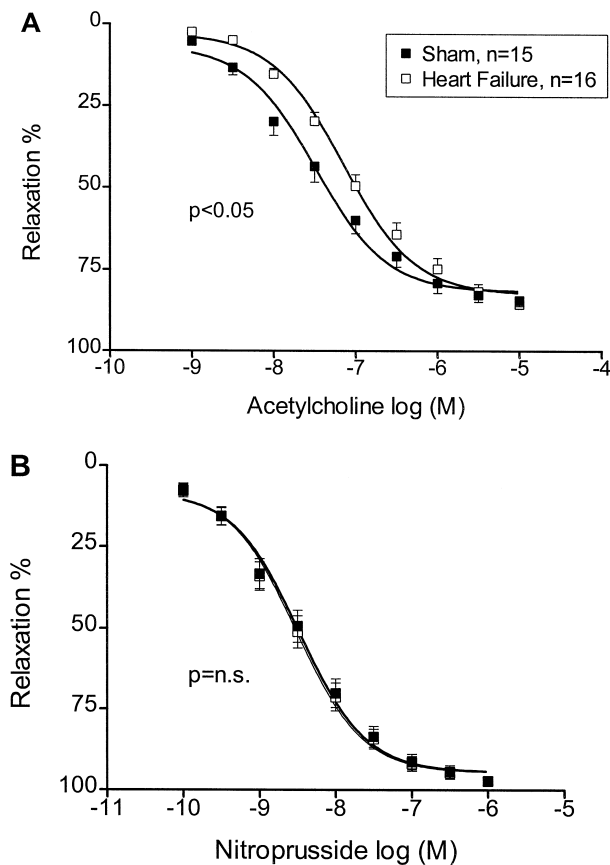 A
Sham, n=15
Heart Failure, n=16
Relaxation %
0
25
50
75
100
p<0.05
-10 -9 -8 -7 -6 -5 -4
Acetylcholine log (M)
B
Relaxation %
0
25
50
75
100
p=n.s.
-11 -10 -9 -8 -7 -6 -5
Nitroprusside log (M)